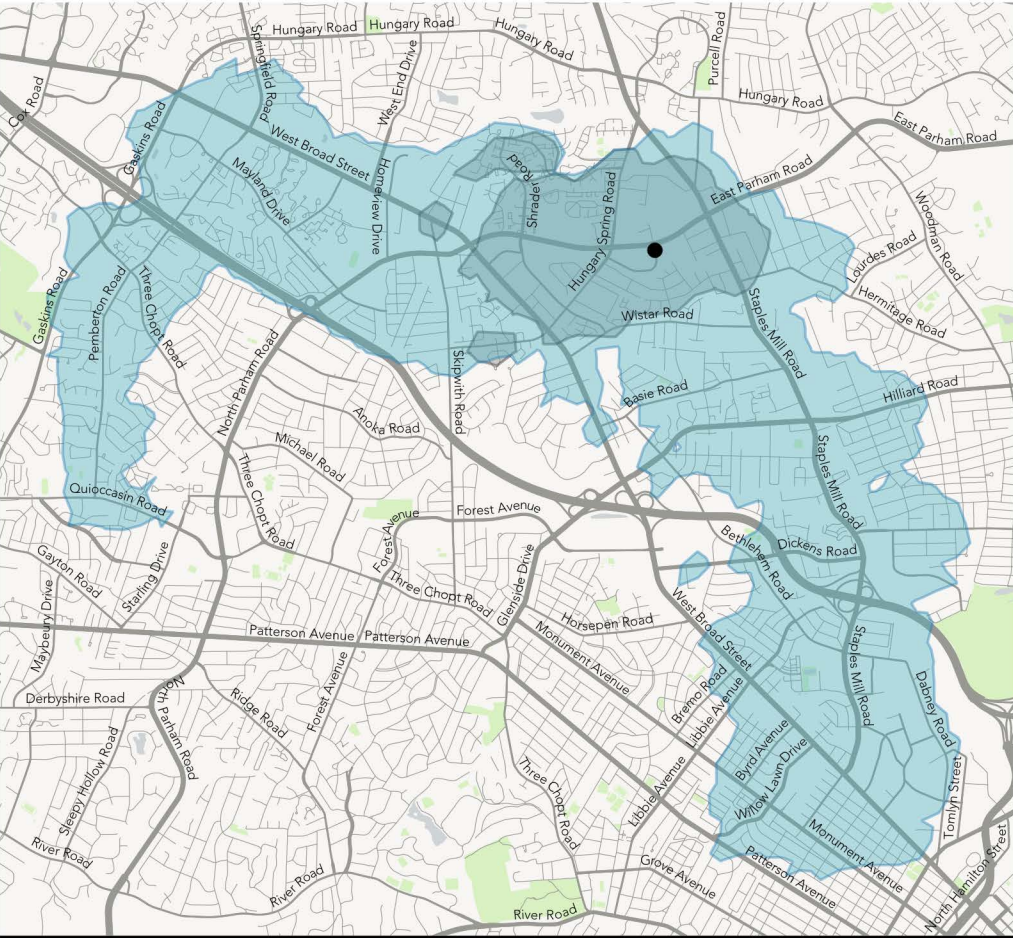 Hungary Road
Hungary Road
Hungary Road
Purcell Road
Springfield Road
West End Drive
Cox Road
Hungary Road
East Parham Road
Gaskins Road
West Broad Street
Shrader Road
Mayland Drive
Homeview Drive
Hungary Spring Road
East Parham Road
Woodman Road
Lourdes Road
Gaskins Road
Pemberton Road
Three Chopt Road
Hermitage Road
Wistar Road
Staples Mill Road
North Parham Road
Skipwith Road
Basie Road
Hilliard Road
Anoka Road
Michael Road
Three Chopt Road
Staples Mill Road
Quioccasin Road
Forest Avenue
Forest Avenue
Bethlehem Road
Dickens Road
Gayton Road
Starling Drive
Maybeury Drive
Three Chopt Road
Glenside Drive
West Broad Street
Horsepen Road
Monument Avenue
Patterson Avenue
Patterson Avenue
Staples Mill Road
Derbyshire Road
North Parham Road
Ridge Road
Forest Avenue
Bremo Road
Libbie Avenue
Dabney Road
Sleepy Hollow Road
Byrd Avenue
Willow Lawn Drive
Three Chopt Road
Libbie Avenue
Tomlyn Street
Monument Avenue
River Road
River Road
Grove Avenue
Patterson Avenue
North Hamilton Street
River Road